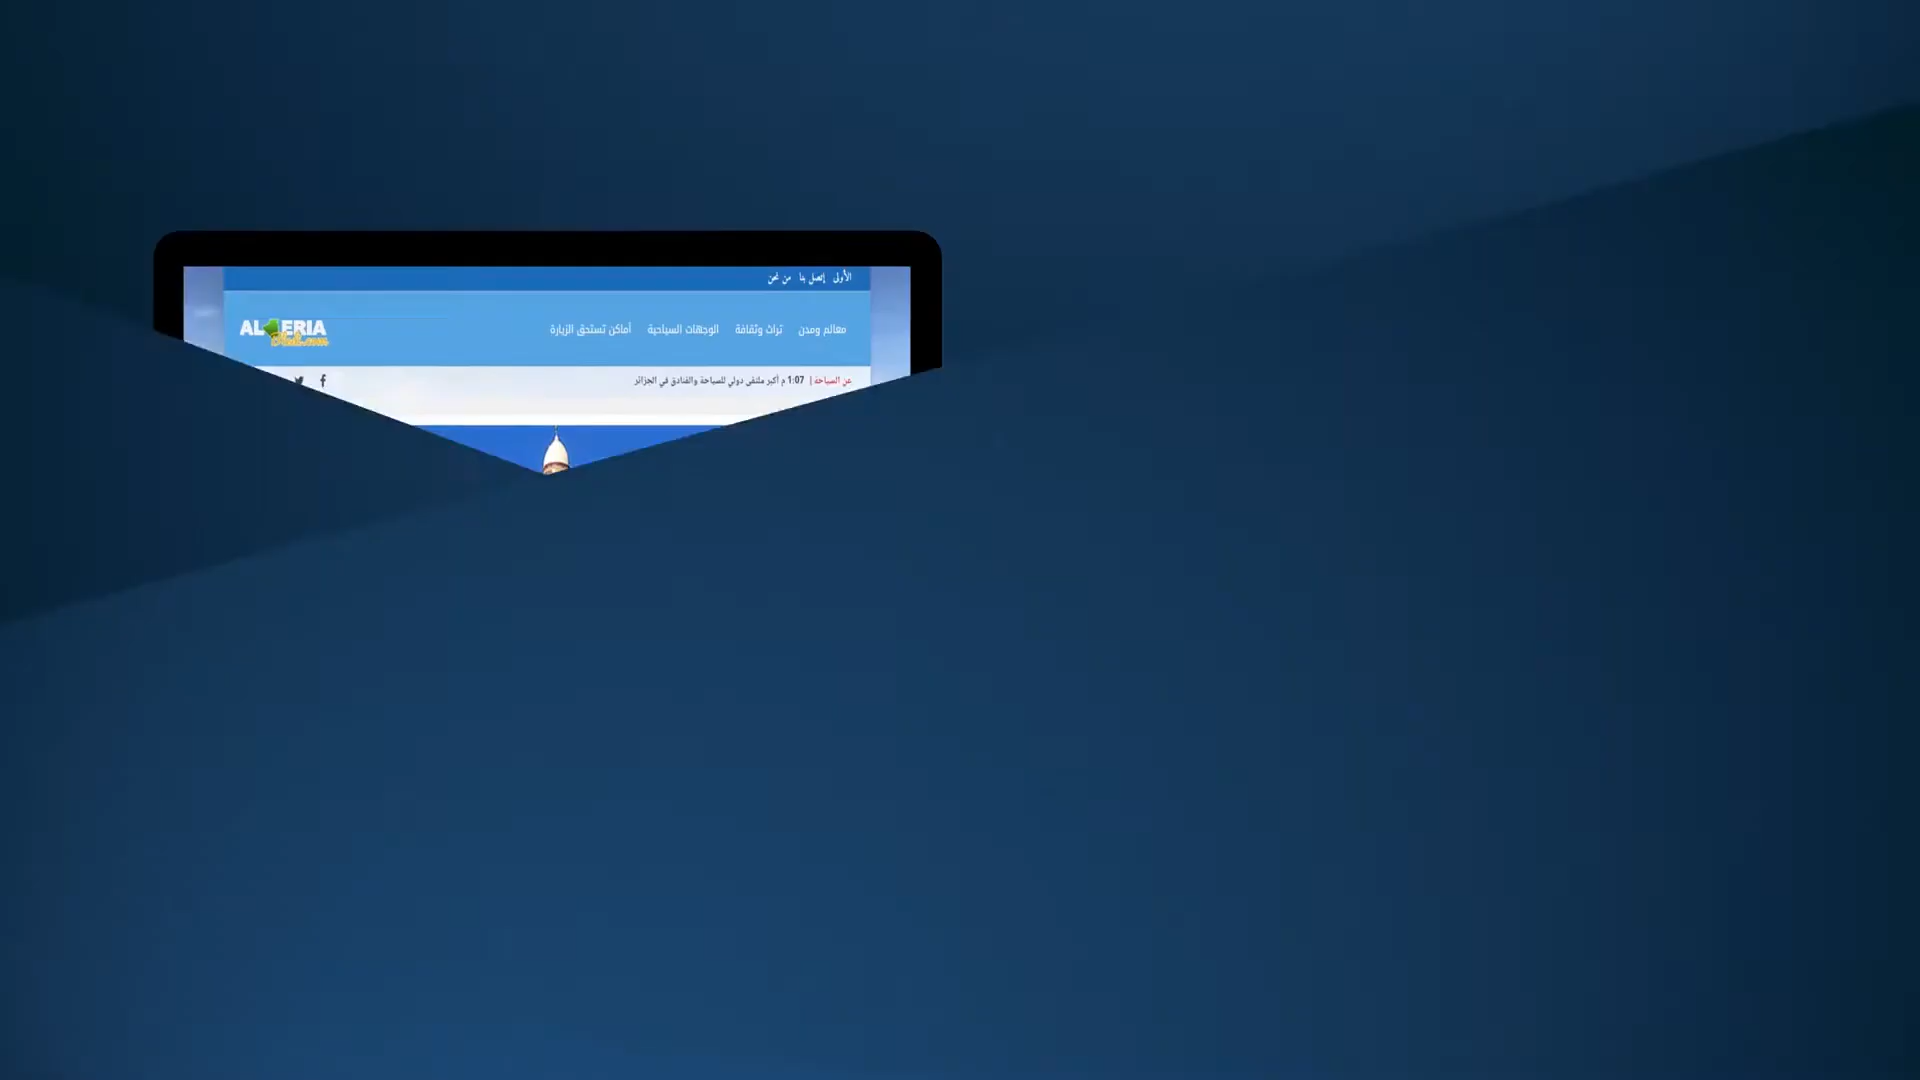 الأولى إتصل بنا من نحن
معالم ومدن تراث وثقافة الوجهات السياحية أماكن تستحق الزيارة
ALGERIA
عن السياحة | 1:07 م أكبر ملتقى دولي للسياحة والفنادق في الجزائر